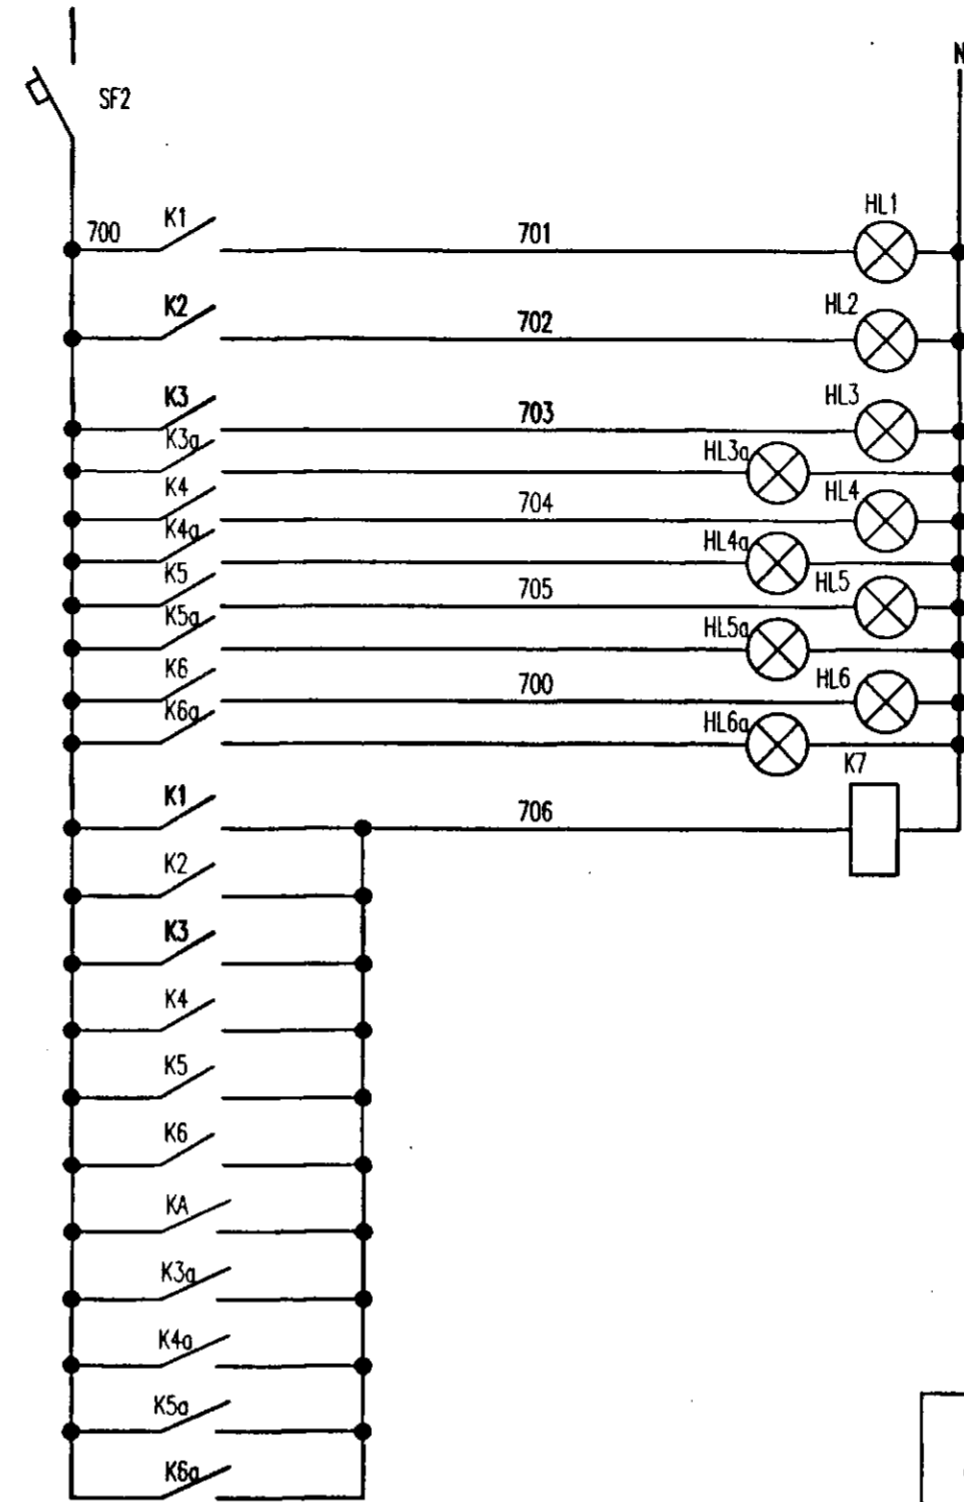 N
SF2
HL1
K1
700
701
HL2
K2
702
HL3
K3
703
K3a
HL3a
K4
704
HL4
K4a
HL4a
K5
705
HL5
K5a
HL5a
K6
700
HL6
K6a
HL6a
K7
K1
706
K2
K3
K4
K5
K6
KA
K3a
K4a
K5a
K6a